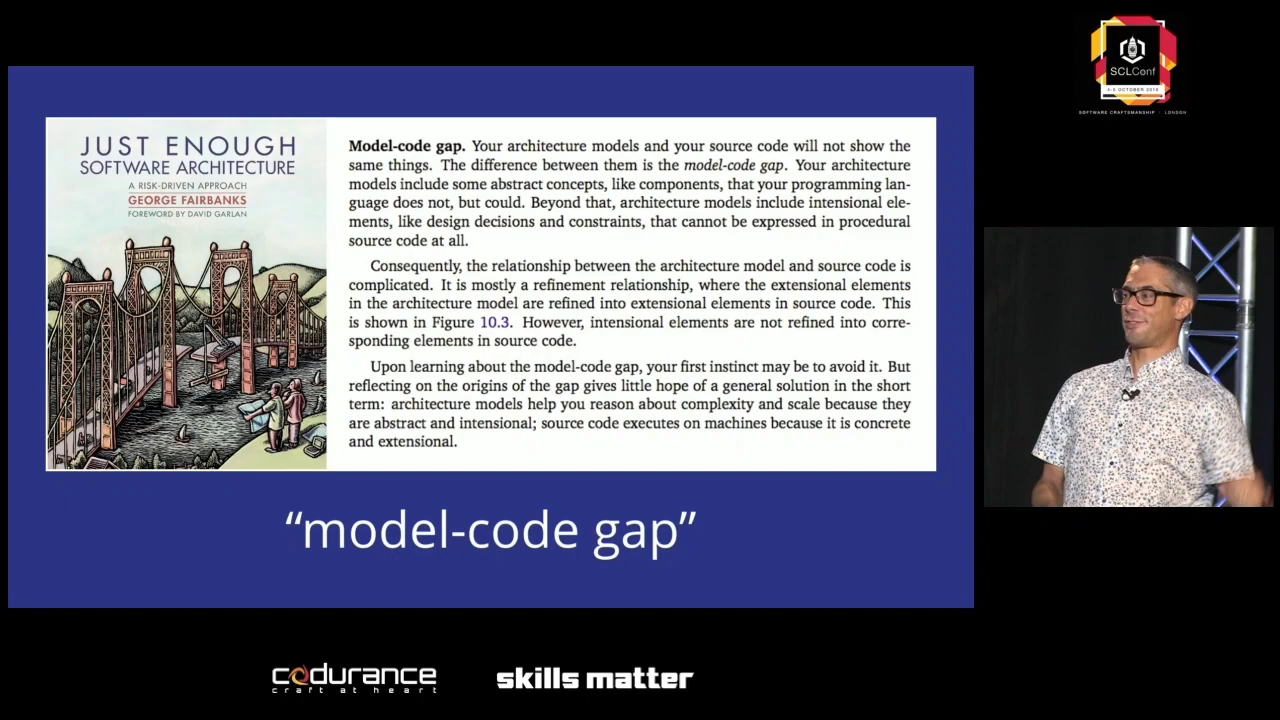 SCLConf
4-5 OCTOBER 2018
SOFTWARE CRAFTSMANSHIP · LONDON
JUST ENOUGH
SOFTWARE ARCHITECTURE
A RISK-DRIVEN APPROACH
GEORGE FAIRBANKS
FOREWORD BY DAVID GARLAN
Model-code gap. Your architecture models and your source code will not show the
same things. The difference between them is the model-code gap. Your architecture
models include some abstract concepts, like components, that your programming lan-
guage does not, but could. Beyond that, architecture models include intensional ele-
ments, like design decisions and constraints, that cannot be expressed in procedural
source code at all.
Consequently, the relationship between the architecture model and source code is
complicated. It is mostly a refinement relationship, where the extensional elements
in the architecture model are refined into extensional elements in source code. This
is shown in Figure 10.3. However, intensional elements are not refined into corre-
sponding elements in source code.
Upon learning about the model-code gap, your first instinct may be to avoid it. But
reflecting on the origins of the gap gives little hope of a general solution in the short
term: architecture models help you reason about complexity and scale because they
are abstract and intensional; source code executes on machines because it is concrete
and extensional.
“model-code gap”
codurance
craft at heart
skills matter